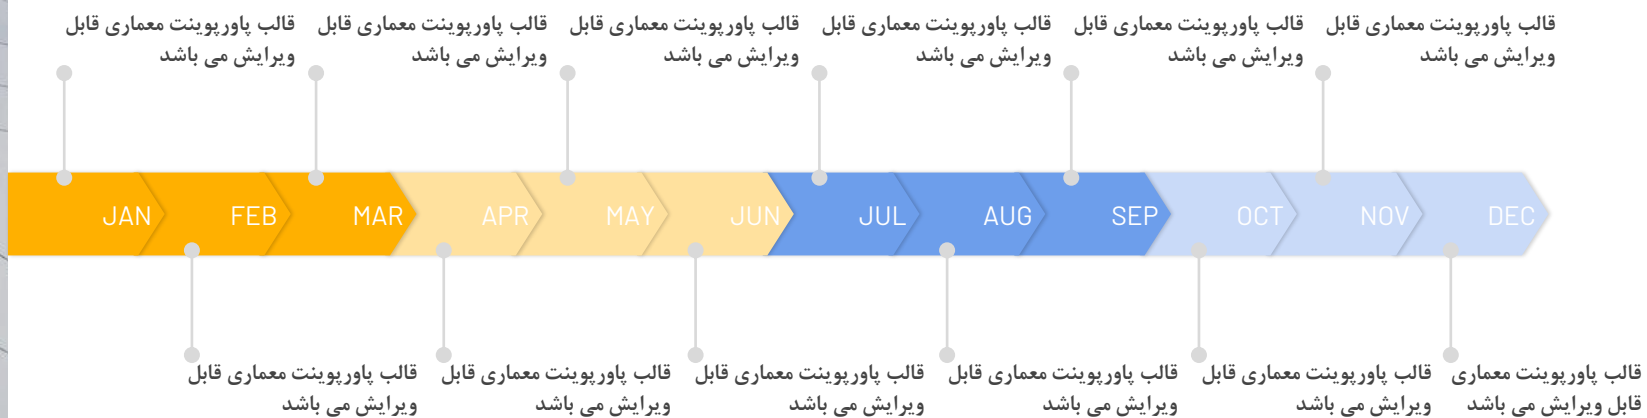 قالب پاورپوینت معماری قابل
ویرایش می باشد
قالب پاورپوینت معماری قابل
ویرایش می باشد
قالب پاورپوینت معماری قابل
ویرایش می باشد
قالب پاورپوینت معماری قابل
ویرایش می باشد
قالب پاورپوینت معماری قابل
ویرایش می باشد
قالب پاورپوینت معماری قابل
ویرایش می باشد
JAN
FEB
MAR
APR
MAY
JUN
JUL
AUG
SEP
OCT
NOV
DEC
قالب پاورپوینت معماری قابل
ویرایش می باشد
قالب پاورپوینت معماری قابل
ویرایش می باشد
قالب پاورپوینت معماری قابل
ویرایش می باشد
قالب پاورپوینت معماری قابل
ویرایش می باشد
قالب پاورپوینت معماری قابل
ویرایش می باشد
قالب پاورپوینت معماری
قابل ویرایش می باشد